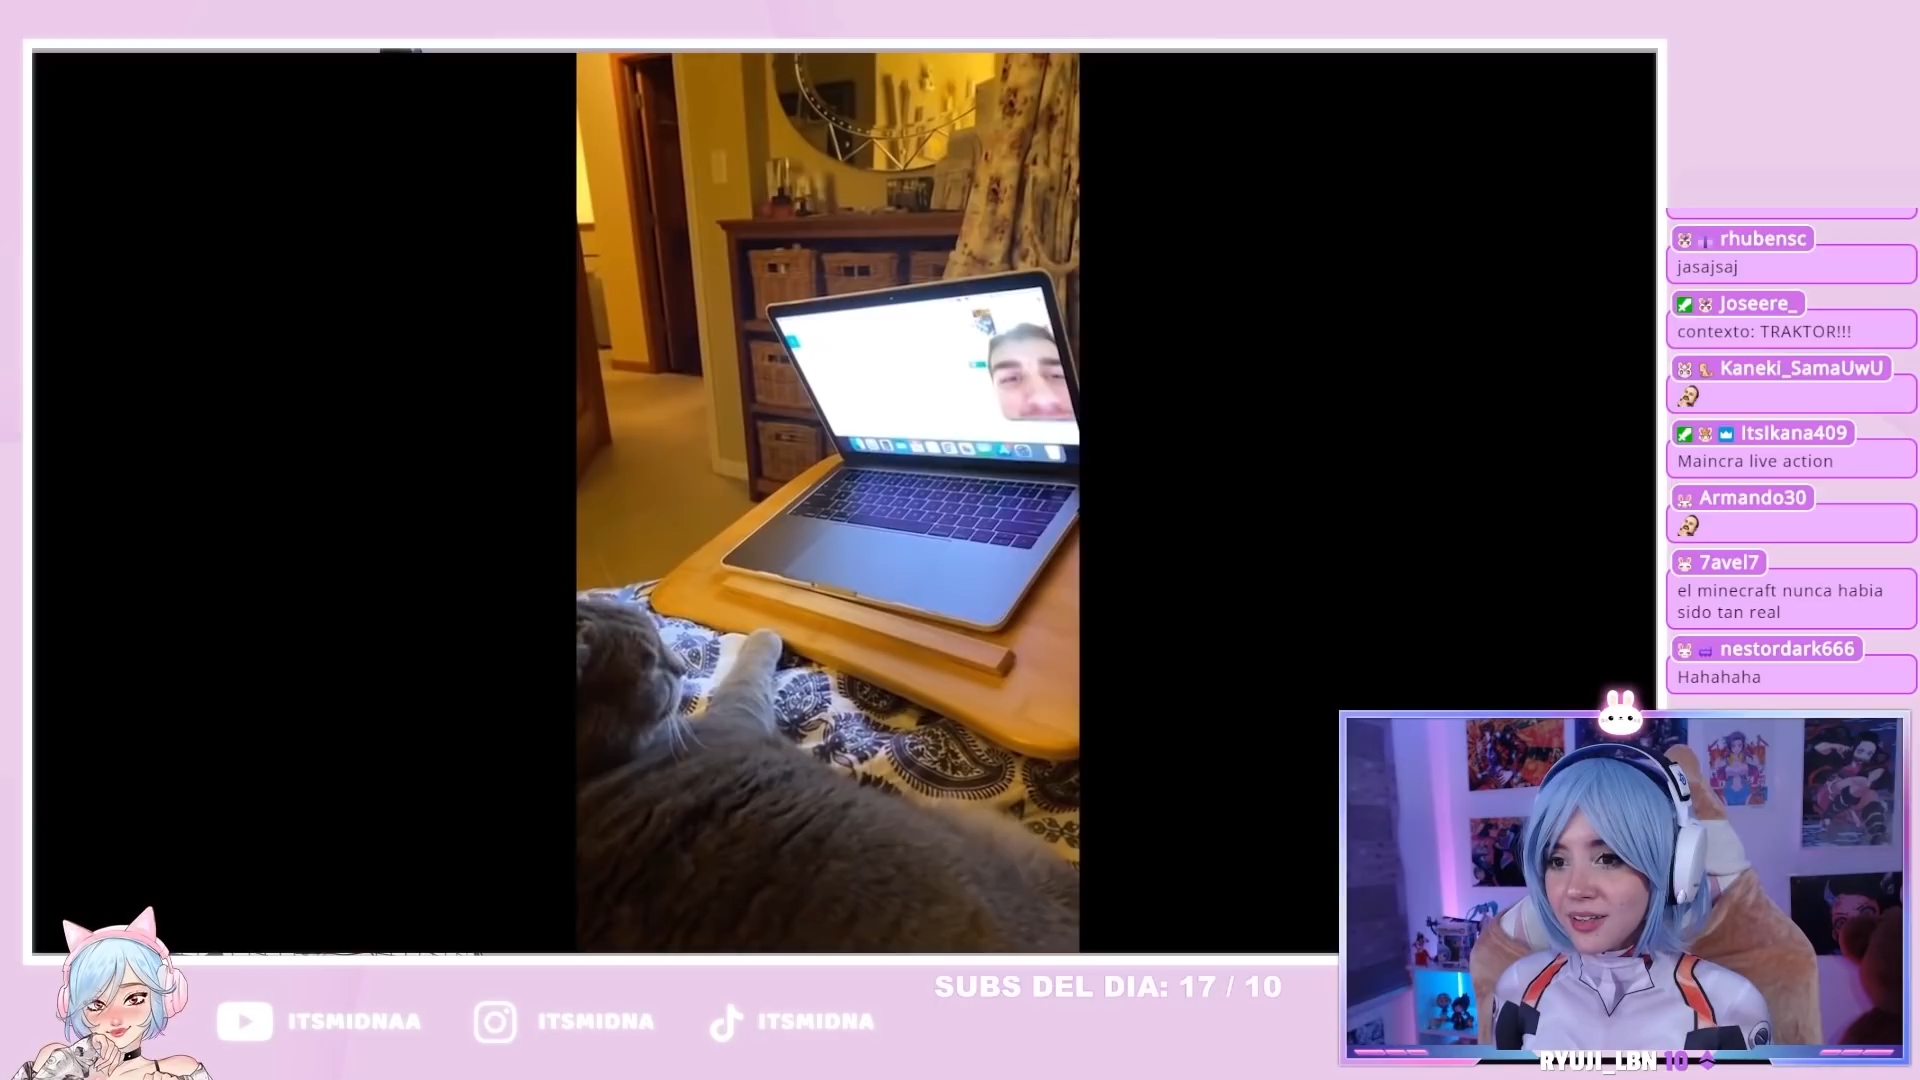 rhubensc
jasajsaj
Joseere_
contexto: TRAKTOR!!!
Kaneki_SamaUwU
ItsIkana409
Maincra live action
Armando30
7avel7
el minecraft nunca habia
sido tan real
nestordark666
Hahahaha
SUBS DEL DIA: 17 / 10
ITSMIDNAA
ITSMIDNA
ITSMIDNA
RYUJI_LBN 10